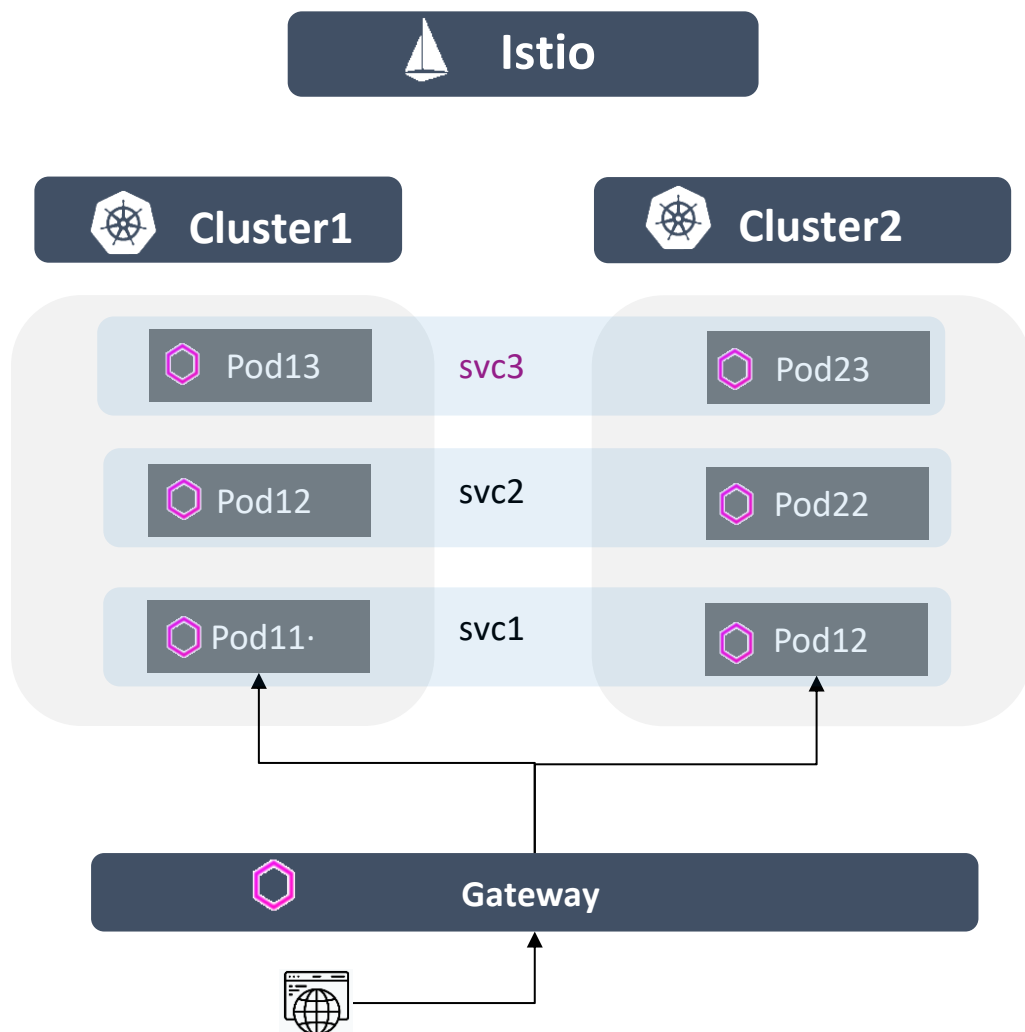 Istio
Cluster1
Cluster2
Pod13
svc3
Pod23
Pod12
svc2
Pod22
Pod11·
svc1
Pod12
Gateway